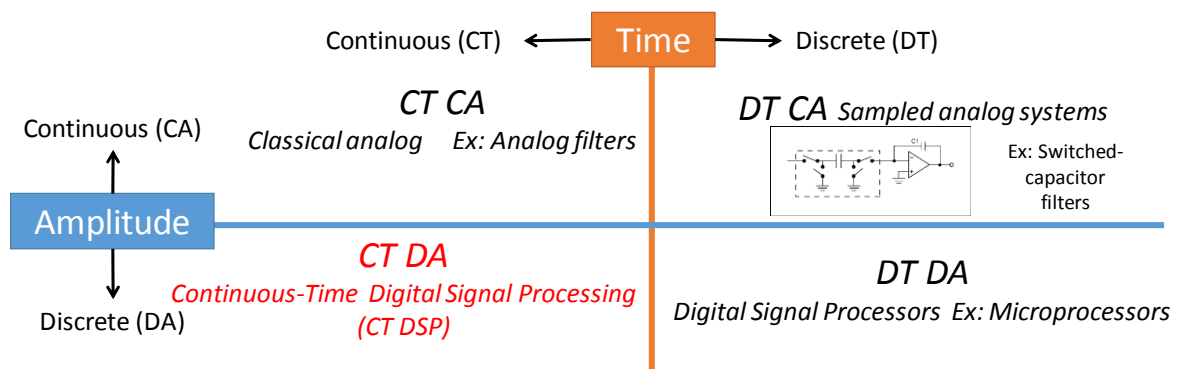 Continuous (CT)
Time
Discrete (DT)
CT CA
Classical analog Ex: Analog filters
DT CA Sampled analog systems
C1
Ex: Switched-
capacitor
filters
Continuous (CA)
Amplitude
Discrete (DA)
CT DA
Continuous-Time Digital Signal Processing
(CT DSP)
DT DA
Digital Signal Processors Ex: Microprocessors